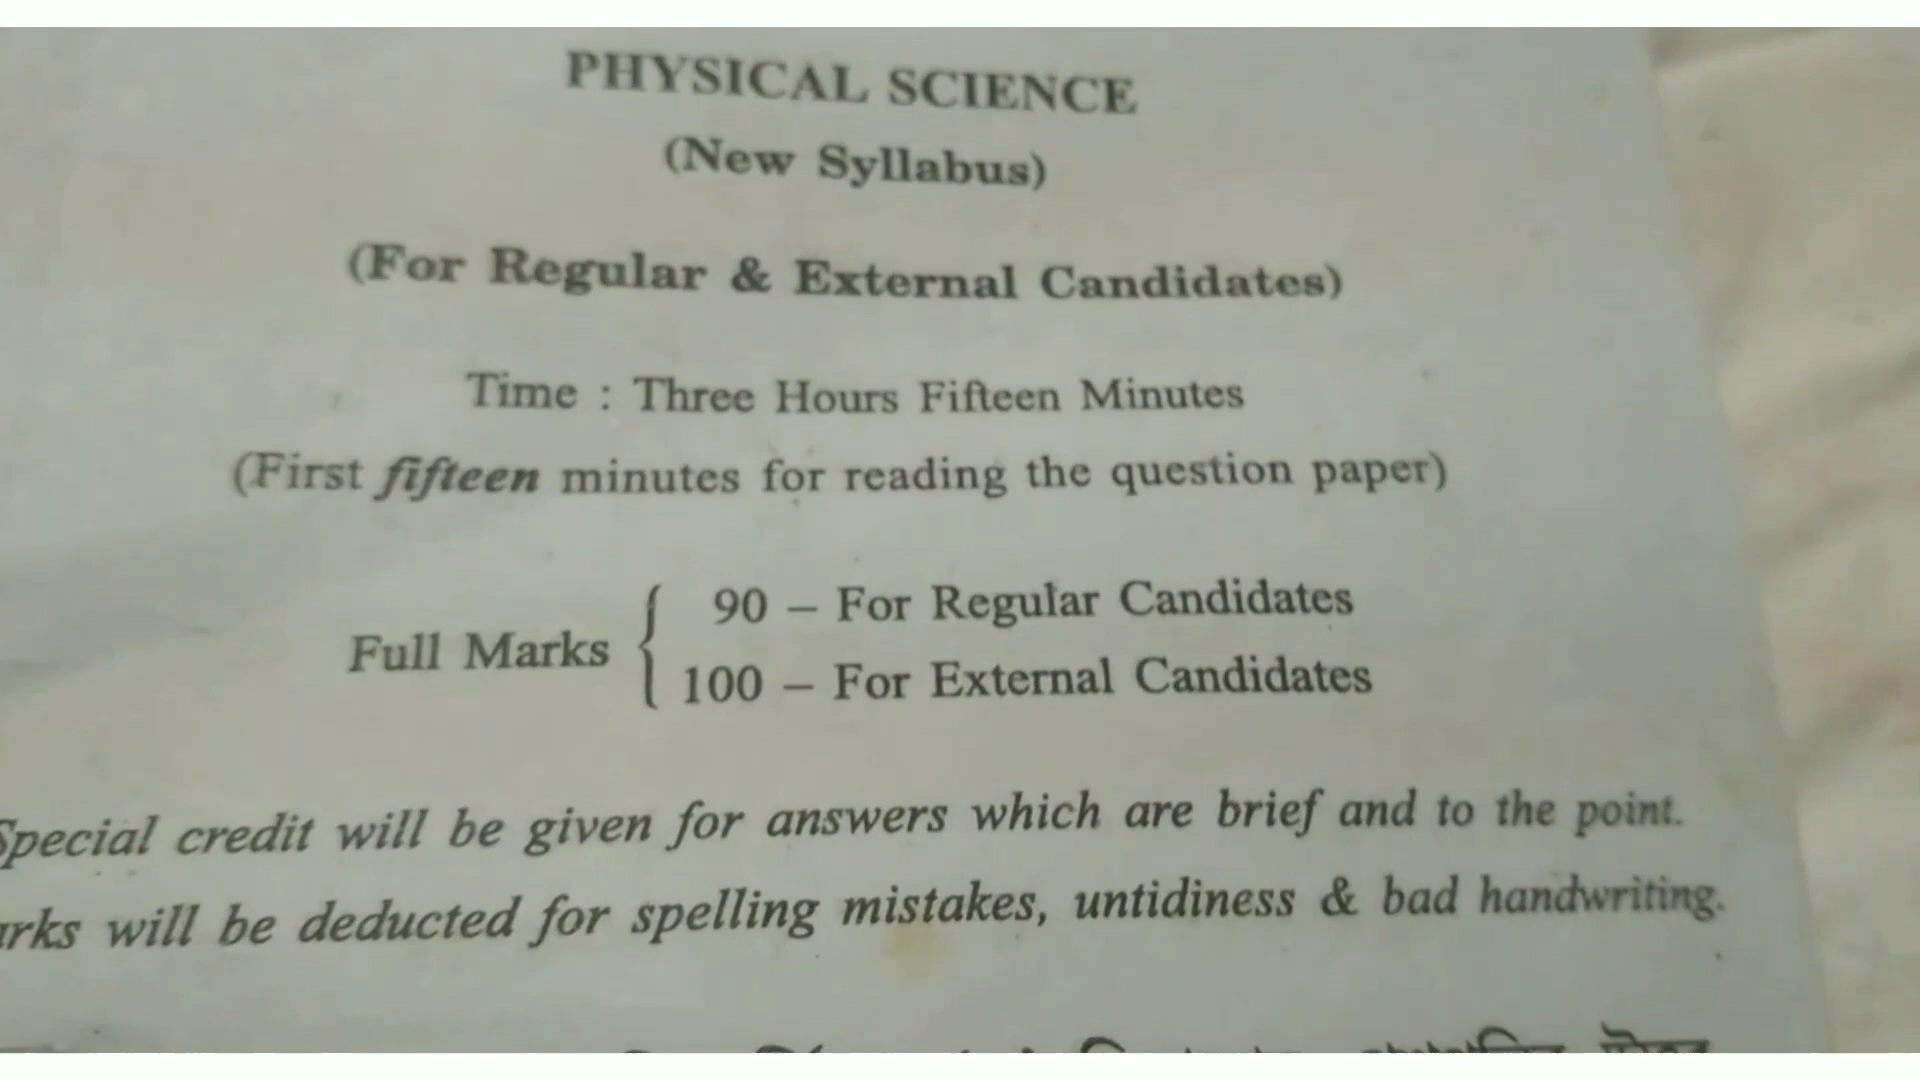 PHYSICAL SCIENCE
(New Syllabus)
(For Regular & External Candidates)
Time : Three Hours Fifteen Minutes
(First fifteen minutes for reading the question paper)
90 – For Regular Candidates
Full Marks {
100 – For External Candidates
Special credit will be given for answers which are brief and to the point.
arks will be deducted for spelling mistakes, untidiness & bad handwriting.